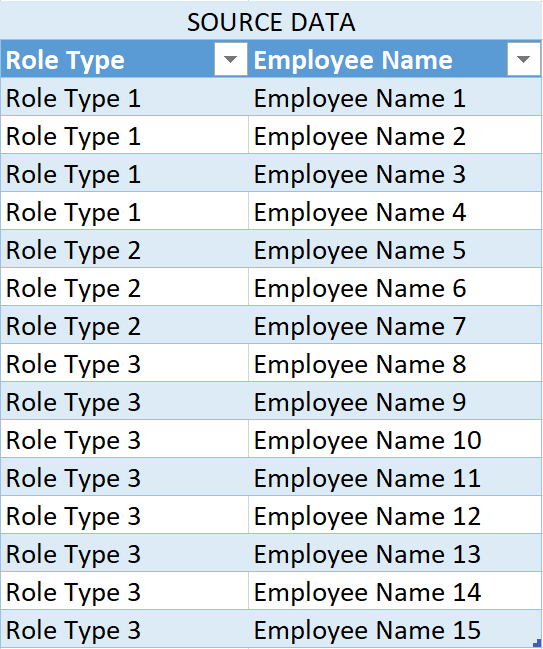 SOURCE DATA
Role Type Employee Name
Role Type 1 Employee Name 1
Role Type 1 Employee Name 2
Role Type 1 Employee Name 3
Role Type 1 Employee Name 4
Role Type 2 Employee Name 5
Role Type 2 Employee Name 6
Role Type 2 Employee Name 7
Role Type 3 Employee Name 8
Role Type 3 Employee Name 9
Role Type 3 Employee Name 10
Role Type 3 Employee Name 11
Role Type 3 Employee Name 12
Role Type 3 Employee Name 13
Role Type 3 Employee Name 14
Role Type 3 Employee Name 15